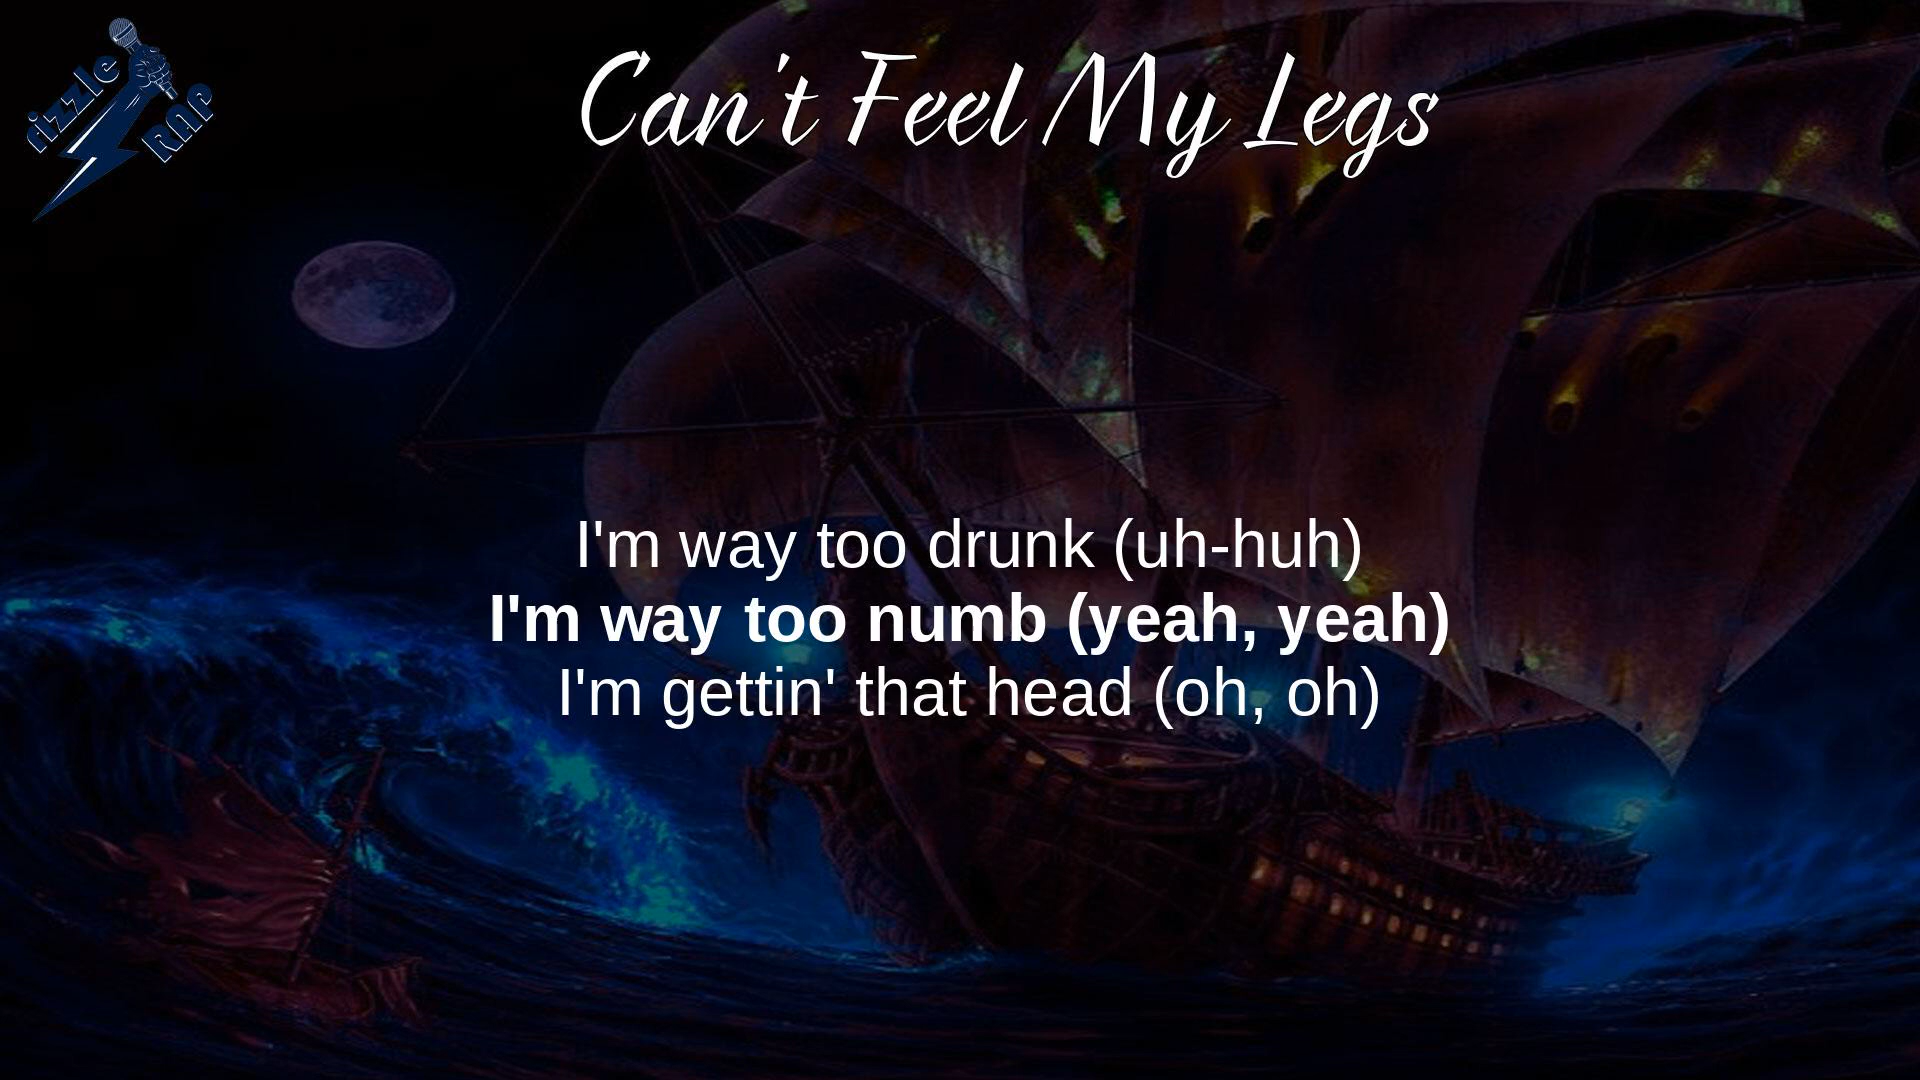 rizzle
RAP
Can't Feel My Legs
I'm way too drunk (uh-huh)
I'm way too numb (yeah, yeah)
I'm gettin' that head (oh, oh)